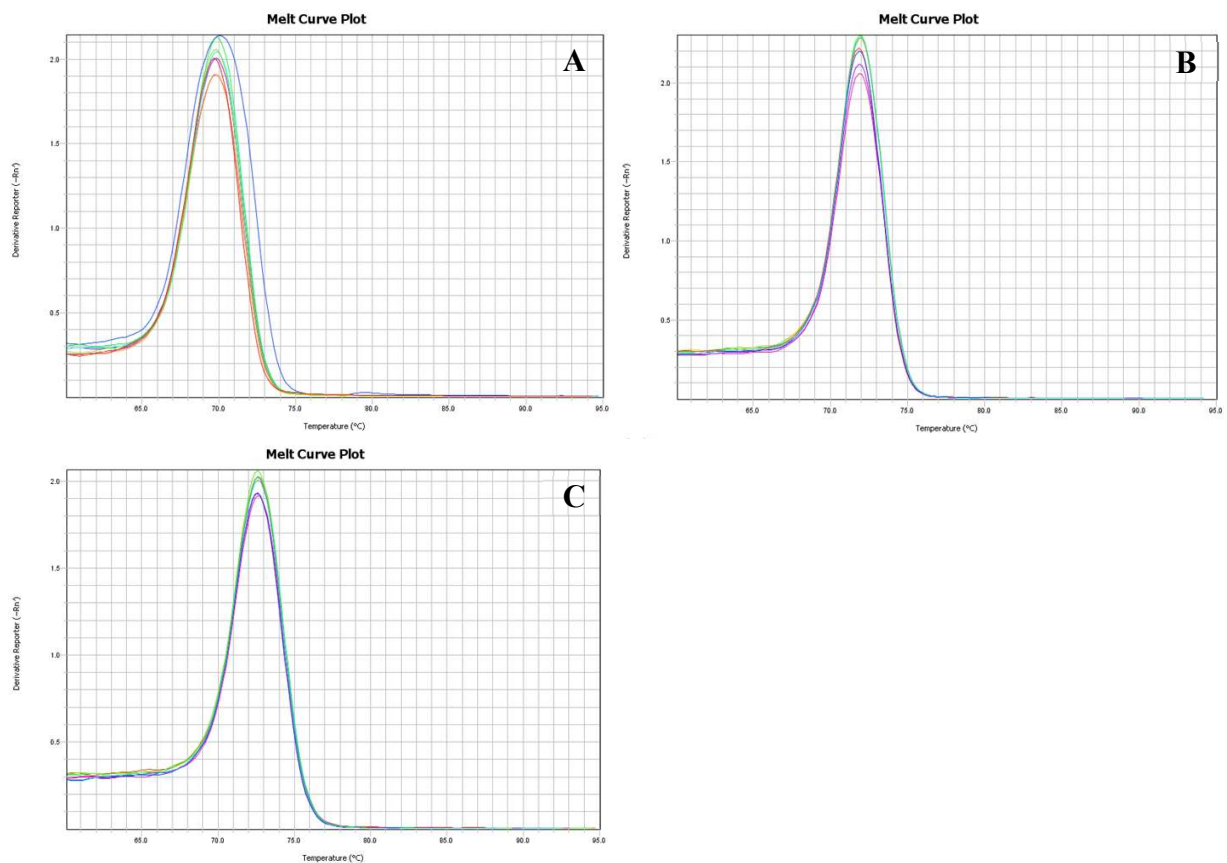 Melt Curve Plot
A
2.0
1.5
1.0
0.5
Derivative Reporter (-Rn')
65.0 70.0 75.0 80.0 85.0 90.0 95.0
Temperature (°C)
Melt Curve Plot
B
2.0
1.5
1.0
0.5
Derivative Reporter (-Rn')
65.0 70.0 75.0 80.0 85.0 90.0 95.0
Temperature (°C)
Melt Curve Plot
C
2.0
1.5
1.0
0.5
Derivative Reporter (-Rn')
65.0 70.0 75.0 80.0 85.0 90.0 95.0
Temperature (°C)